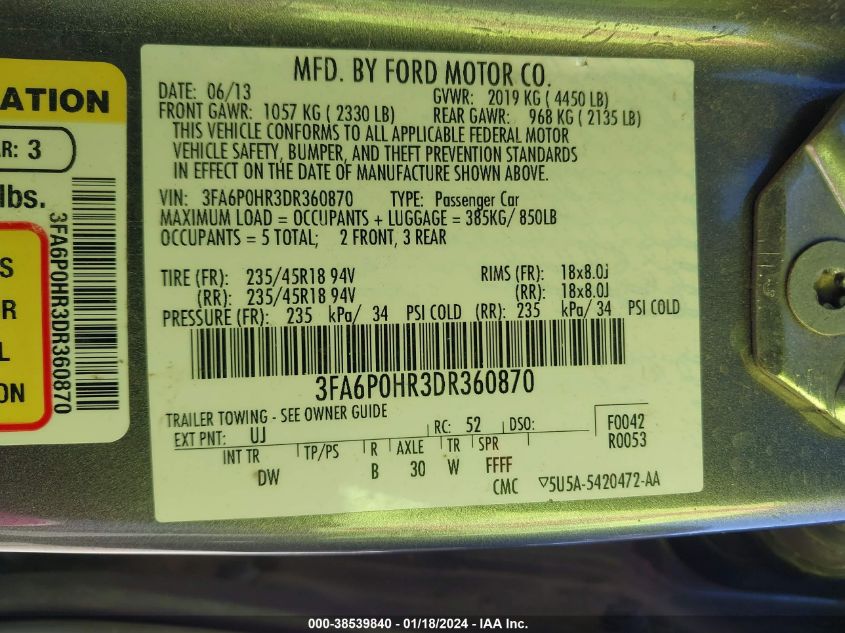 ATION
AR: 3
lbs.
S
R
L
ON
3FA6P0HR3DR360870
MFD. BY FORD MOTOR CO.
DATE: 06/13 GVWR: 2019 KG ( 4450 LB)
FRONT GAWR: 1057 KG ( 2330 LB) REAR GAWR: 968 KG ( 2135 LB)
THIS VEHICLE CONFORMS TO ALL APPLICABLE FEDERAL MOTOR
VEHICLE SAFETY, BUMPER, AND THEFT PREVENTION STANDARDS
IN EFFECT ON THE DATE OF MANUFACTURE SHOWN ABOVE.
VIN: 3FA6P0HR3DR360870 TYPE: Passenger Car
MAXIMUM LOAD = OCCUPANTS + LUGGAGE = 385KG/ 850LB
OCCUPANTS = 5 TOTAL; 2 FRONT, 3 REAR
TIRE (FR): 235/45R18 94V RIMS (FR): 18x8.0J
(RR): 235/45R18 94V (RR): 18x8.0J
PRESSURE (FR): 235 kPa/ 34 PSI COLD (RR): 235 kPa/ 34 PSI COLD
3FA6P0HR3DR360870
TRAILER TOWING - SEE OWNER GUIDE
EXT PNT: UJ RC: 52 DSO: F0042
R0053
INT TR TP/PS R AXLE TR SPR
DW B 30 W FFFF
CMC ▽5U5A-5420472-AA
000-38539840 - 01/18/2024 - IAA Inc.